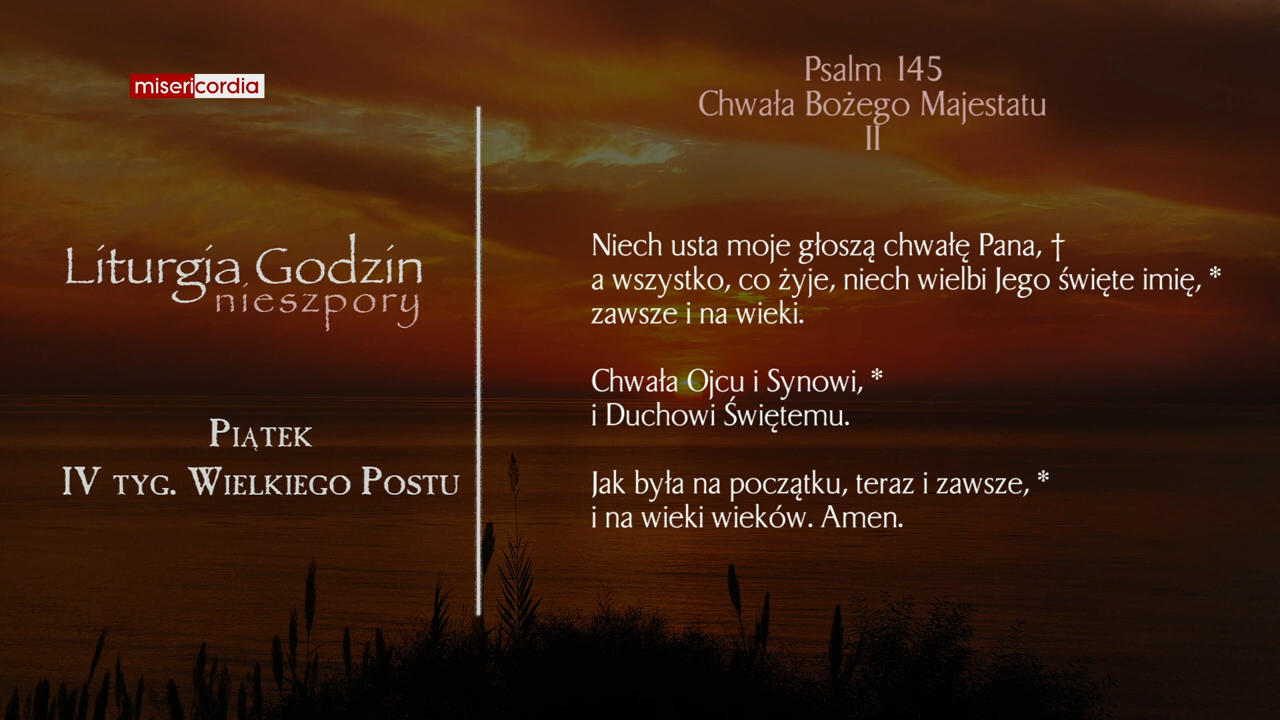 misericordia
Liturgia Godzin
nieszpory
Piątek
IV tyg. Wielkiego Postu
Psalm 145
Chwała Bożego Majestatu
II
Niech usta moje głoszą chwałę Pana, †
a wszystko, co żyje, niech wielbi Jego święte imię, *
zawsze i na wieki.
Chwała Ojcu i Synowi, *
i Duchowi Świętemu.
Jak była na początku, teraz i zawsze, *
i na wieki wieków. Amen.